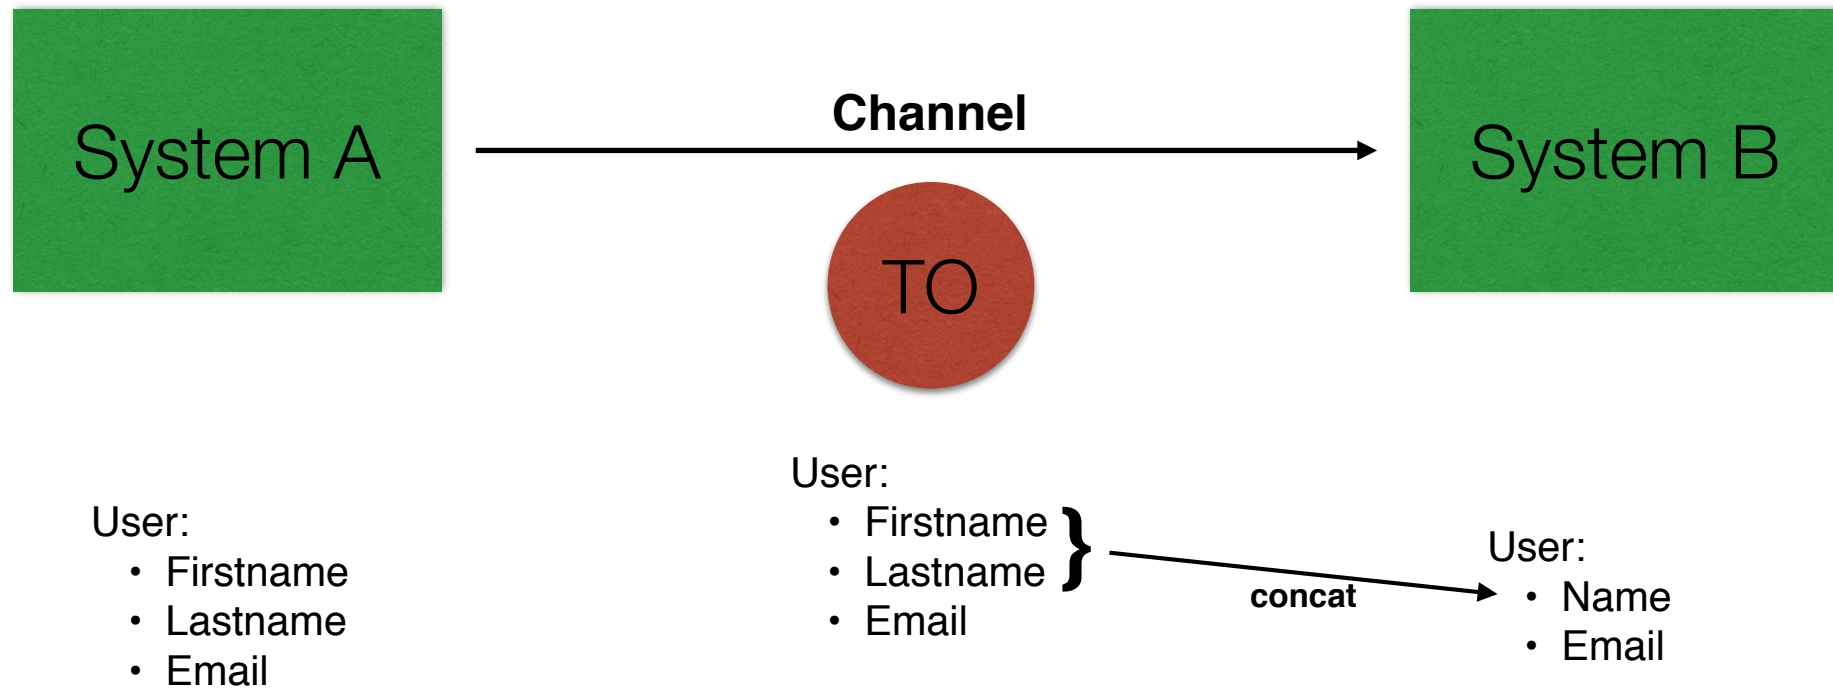 System A
Channel
System B
TO
User:
• Firstname
• Lastname
• Email
User:
• Firstname
• Lastname
• Email
}
concat
User:
• Name
• Email